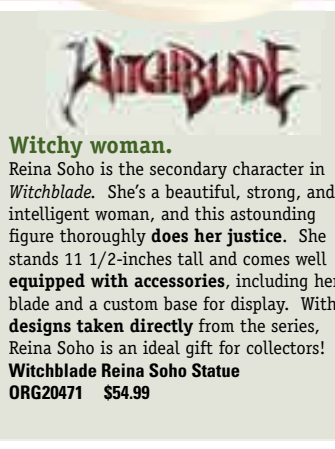 WITCHBLADE
Witchy woman.
Reina Soho is the secondary character in
Witchblade. She's a beautiful, strong, and
intelligent woman, and this astounding
figure thoroughly does her justice. She
stands 11 1/2-inches tall and comes well
equipped with accessories, including her
blade and a custom base for display. With
designs taken directly from the series,
Reina Soho is an ideal gift for collectors!
Witchblade Reina Soho Statue
ORG20471 $54.99